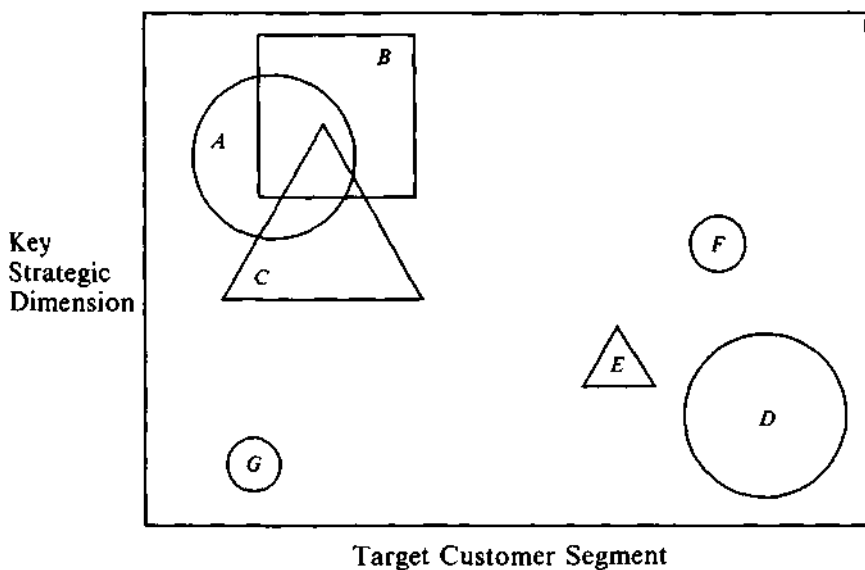 B
A
Key
Strategic
Dimension
F
C
E
D
G
Target Customer Segment